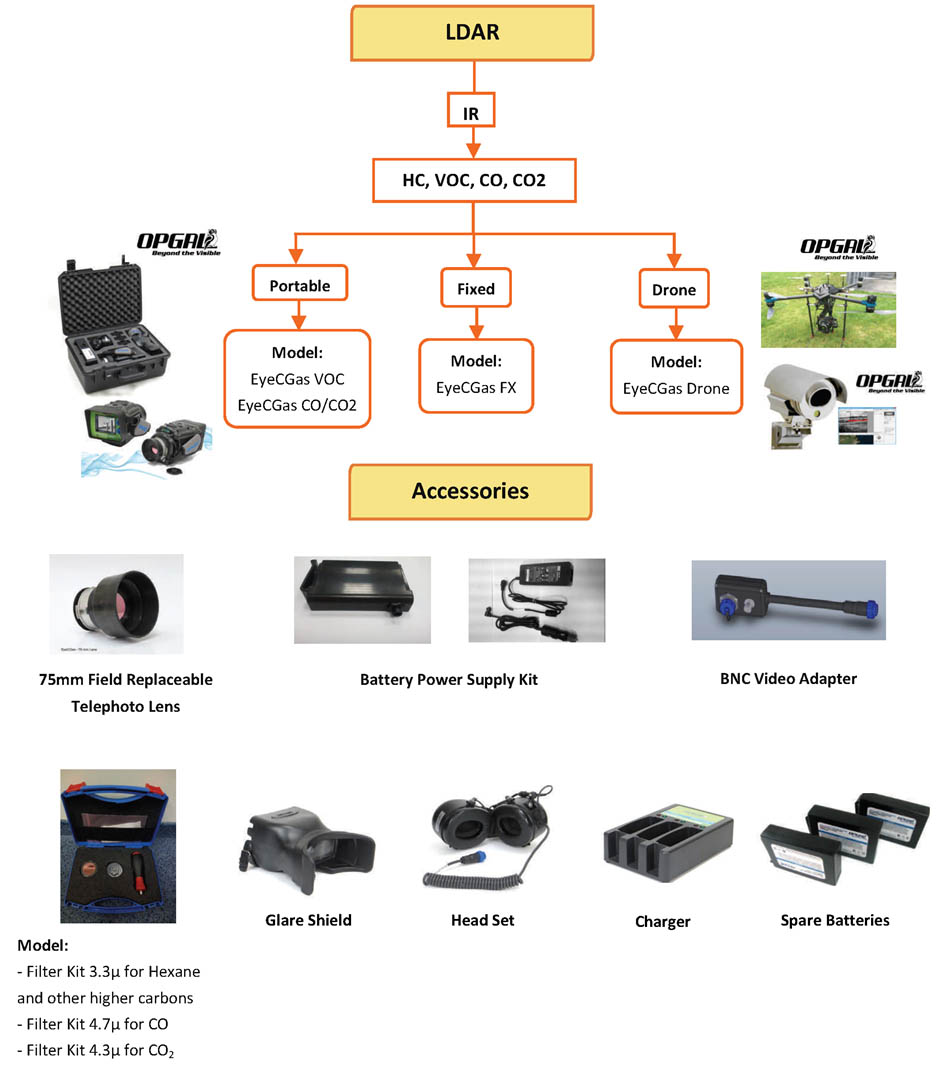 LDAR
IR
HC, VOC, CO, CO2
OPGAL
Beyond the Visible
OPGAL
Beyond the Visible
Portable
Fixed
Drone
Model:
EyeCGas VOC
EyeCGas CO/CO2
Model:
EyeCGas FX
Model:
EyeCGas Drone
OPGAL
Beyond the Visible
Accessories
75mm Field Replaceable
Telephoto Lens
Battery Power Supply Kit
BNC Video Adapter
Glare Shield
Head Set
Charger
Spare Batteries
Model:
- Filter Kit 3.3µ for Hexane
and other higher carbons
- Filter Kit 4.7µ for CO
- Filter Kit 4.3µ for CO₂